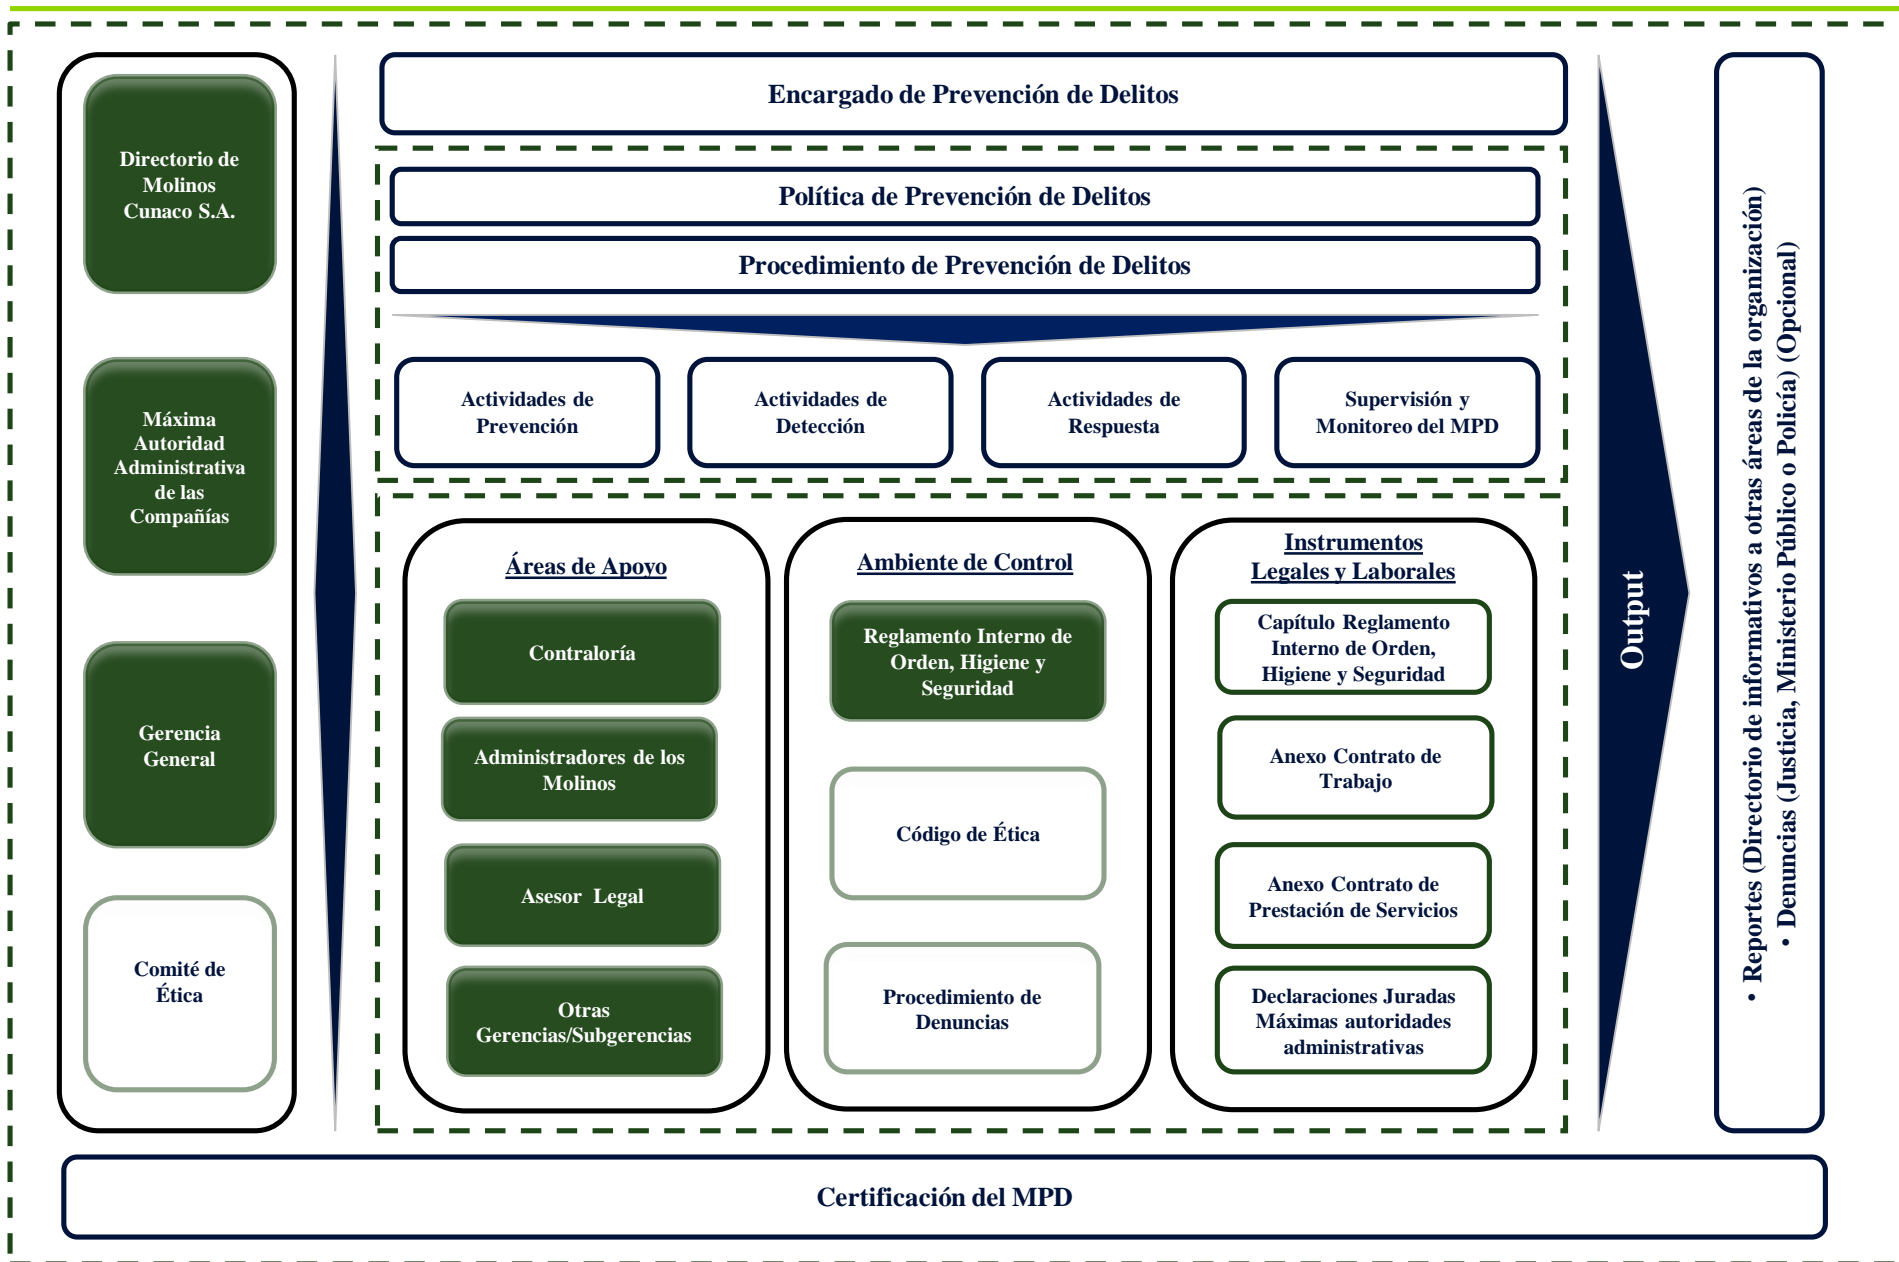 Directorio de
Molinos
Cunaco S.A.
Máxima
Autoridad
Administrativa
de las
Compañías
Gerencia
General
Comité de
Ética
Encargado de Prevención de Delitos
Política de Prevención de Delitos
Procedimiento de Prevención de Delitos
Actividades de
Prevención
Actividades de
Detección
Actividades de
Respuesta
Supervisión y
Monitoreo del MPD
Áreas de Apoyo
Contraloría
Administradores de los
Molinos
Asesor Legal
Otras
Gerencias/Subgerencias
Ambiente de Control
Reglamento Interno de
Orden, Higiene y
Seguridad
Código de Ética
Procedimiento de
Denuncias
Instrumentos
Legales y Laborales
Capítulo Reglamento
Interno de Orden,
Higiene y Seguridad
Anexo Contrato de
Trabajo
Anexo Contrato de
Prestación de Servicios
Declaraciones Juradas
Máximas autoridades
administrativas
Output
• Reportes (Directorio de informativos a otras áreas de la organización)
• Denuncias (Justicia, Ministerio Público o Policía) (Opcional)
Certificación del MPD